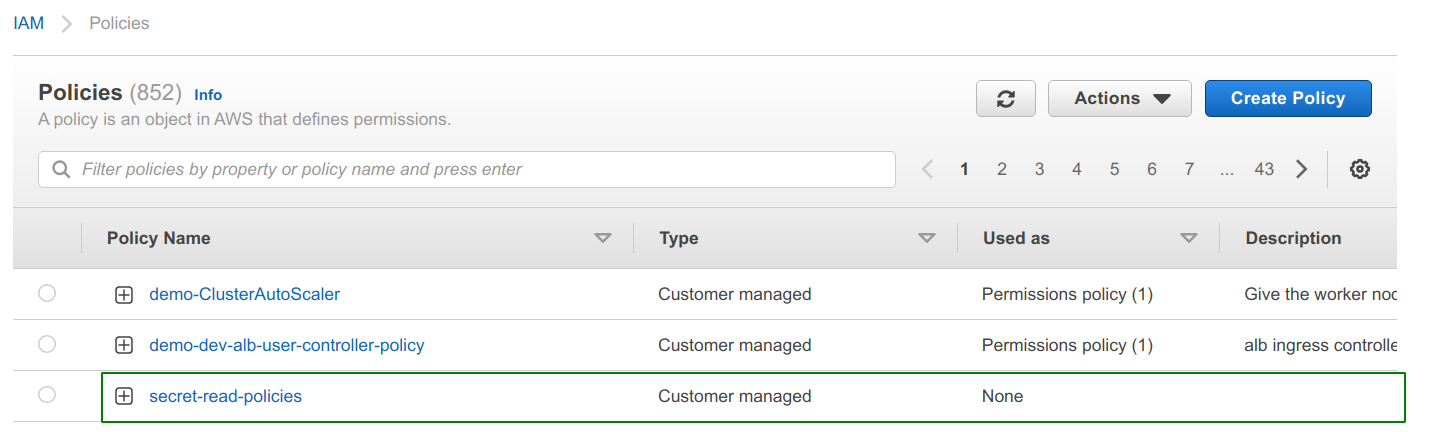 IAM Policies
Policies (852) Info
A policy is an object in AWS that defines permissions.
Actions
Create Policy
Filter policies by property or policy name and press enter
1 2 3 4 5 6 7 ... 43
Policy Name Type Used as Description
demo-ClusterAutoScaler Customer managed Permissions policy (1) Give the worker noc
demo-dev-alb-user-controller-policy Customer managed Permissions policy (1) alb ingress controlle
secret-read-policies Customer managed None